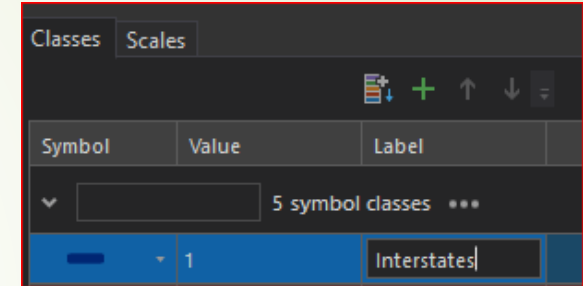 Classes Scales
Symbol Value Label
5 symbol classes
1 Interstates